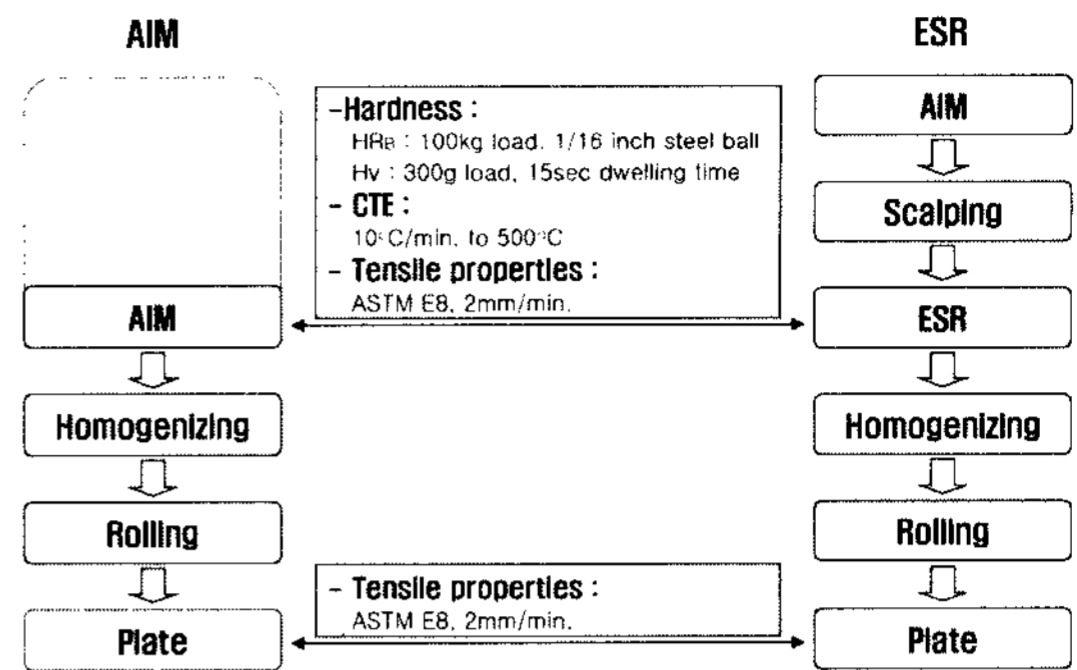 AIM
ESR
-Hardness :
HRB : 100kg load, 1/16 inch steel ball
Hv : 300g load, 15sec dwelling time
- CTE :
10°C/min. to 500°C
- Tensile properties :
ASTM E8, 2mm/min.
AIM
Homogenizing
Rolling
Plate
AIM
Scalping
ESR
Homogenizing
Rolling
Plate
- Tensile properties :
ASTM E8, 2mm/min.